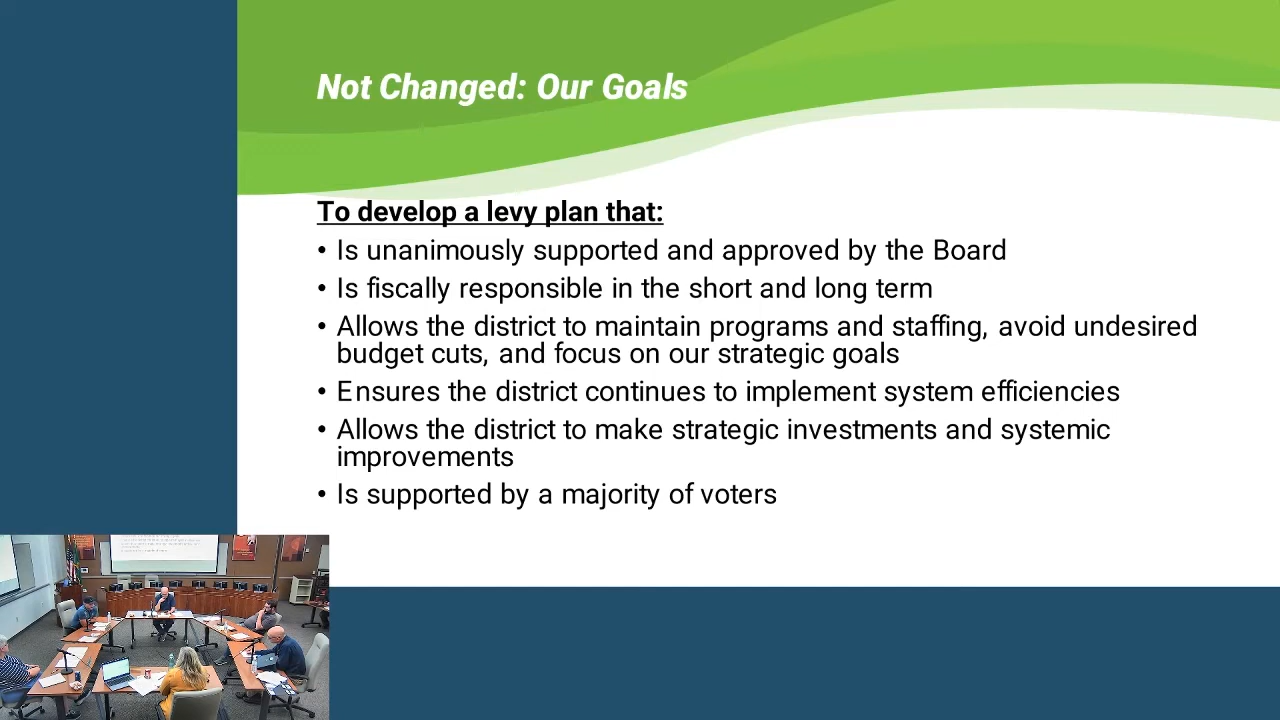 Not Changed: Our Goals
To develop a levy plan that:
• Is unanimously supported and approved by the Board
• Is fiscally responsible in the short and long term
• Allows the district to maintain programs and staffing, avoid undesired
budget cuts, and focus on our strategic goals
• Ensures the district continues to implement system efficiencies
• Allows the district to make strategic investments and systemic
improvements
• Is supported by a majority of voters